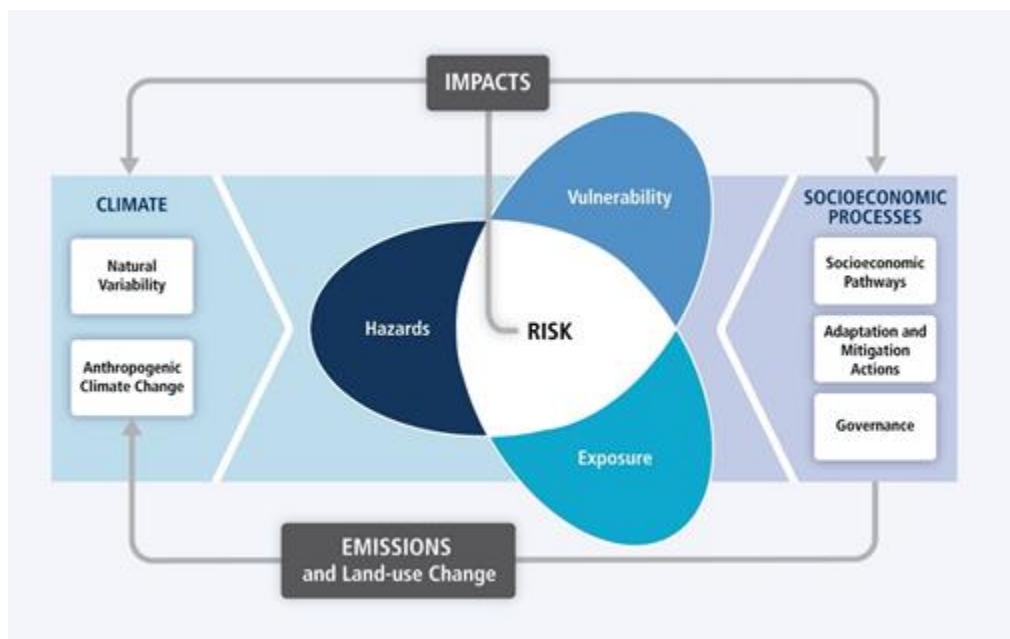 IMPACTS
CLIMATE
Natural
Variability
Anthropogenic
Climate Change
Vulnerability
Hazards
RISK
Exposure
SOCIOECONOMIC
PROCESSES
Socioeconomic
Pathways
Adaptation and
Mitigation
Actions
Governance
EMISSIONS
and Land-use Change